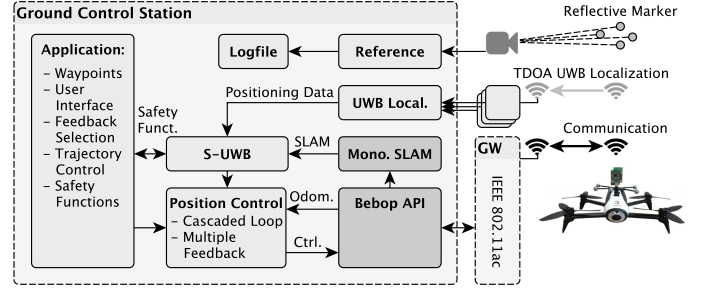 Ground Control Station
Reflective Marker
Application:
– Waypoints
– User
Interface
– Feedback
Selection
– Trajectory
Control
– Safety
Functions
Logfile
Reference
TDOA UWB Localization
Positioning Data
UWB Local.
Safety
Funct.
Communication
S-UWB
SLAM
Mono. SLAM
GW
Position Control
– Cascaded Loop
– Multiple
Feedback
Odom.
Ctrl.
Bebop API
IEEE 802.11ac